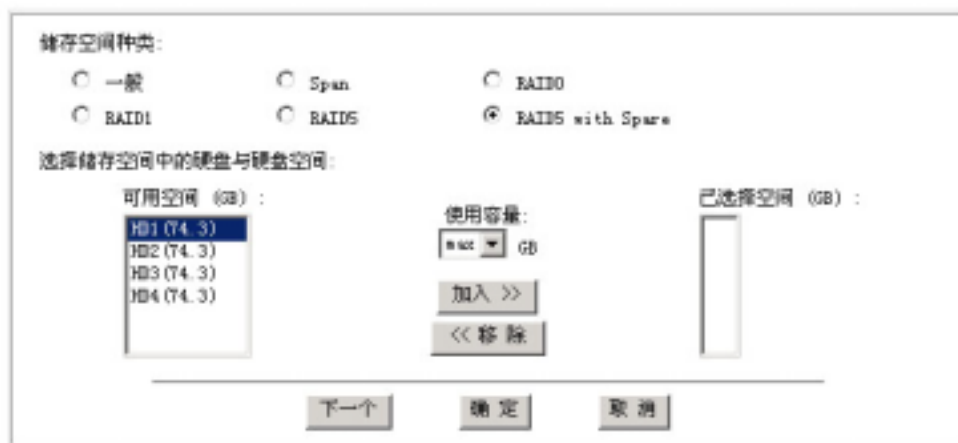 储存空间种类:
一般 Span RAID0
RAID1 RAID5 RAID5 with Spare
选择储存空间中的硬盘与硬盘空间:
可用空间 (GB) : 使用容量: 已选择空间 (GB) :
HD1(74.3)
HD2(74.3)
HD3(74.3)
HD4(74.3)
max GB
加入 >>
<< 移除
下一个 确定 取消